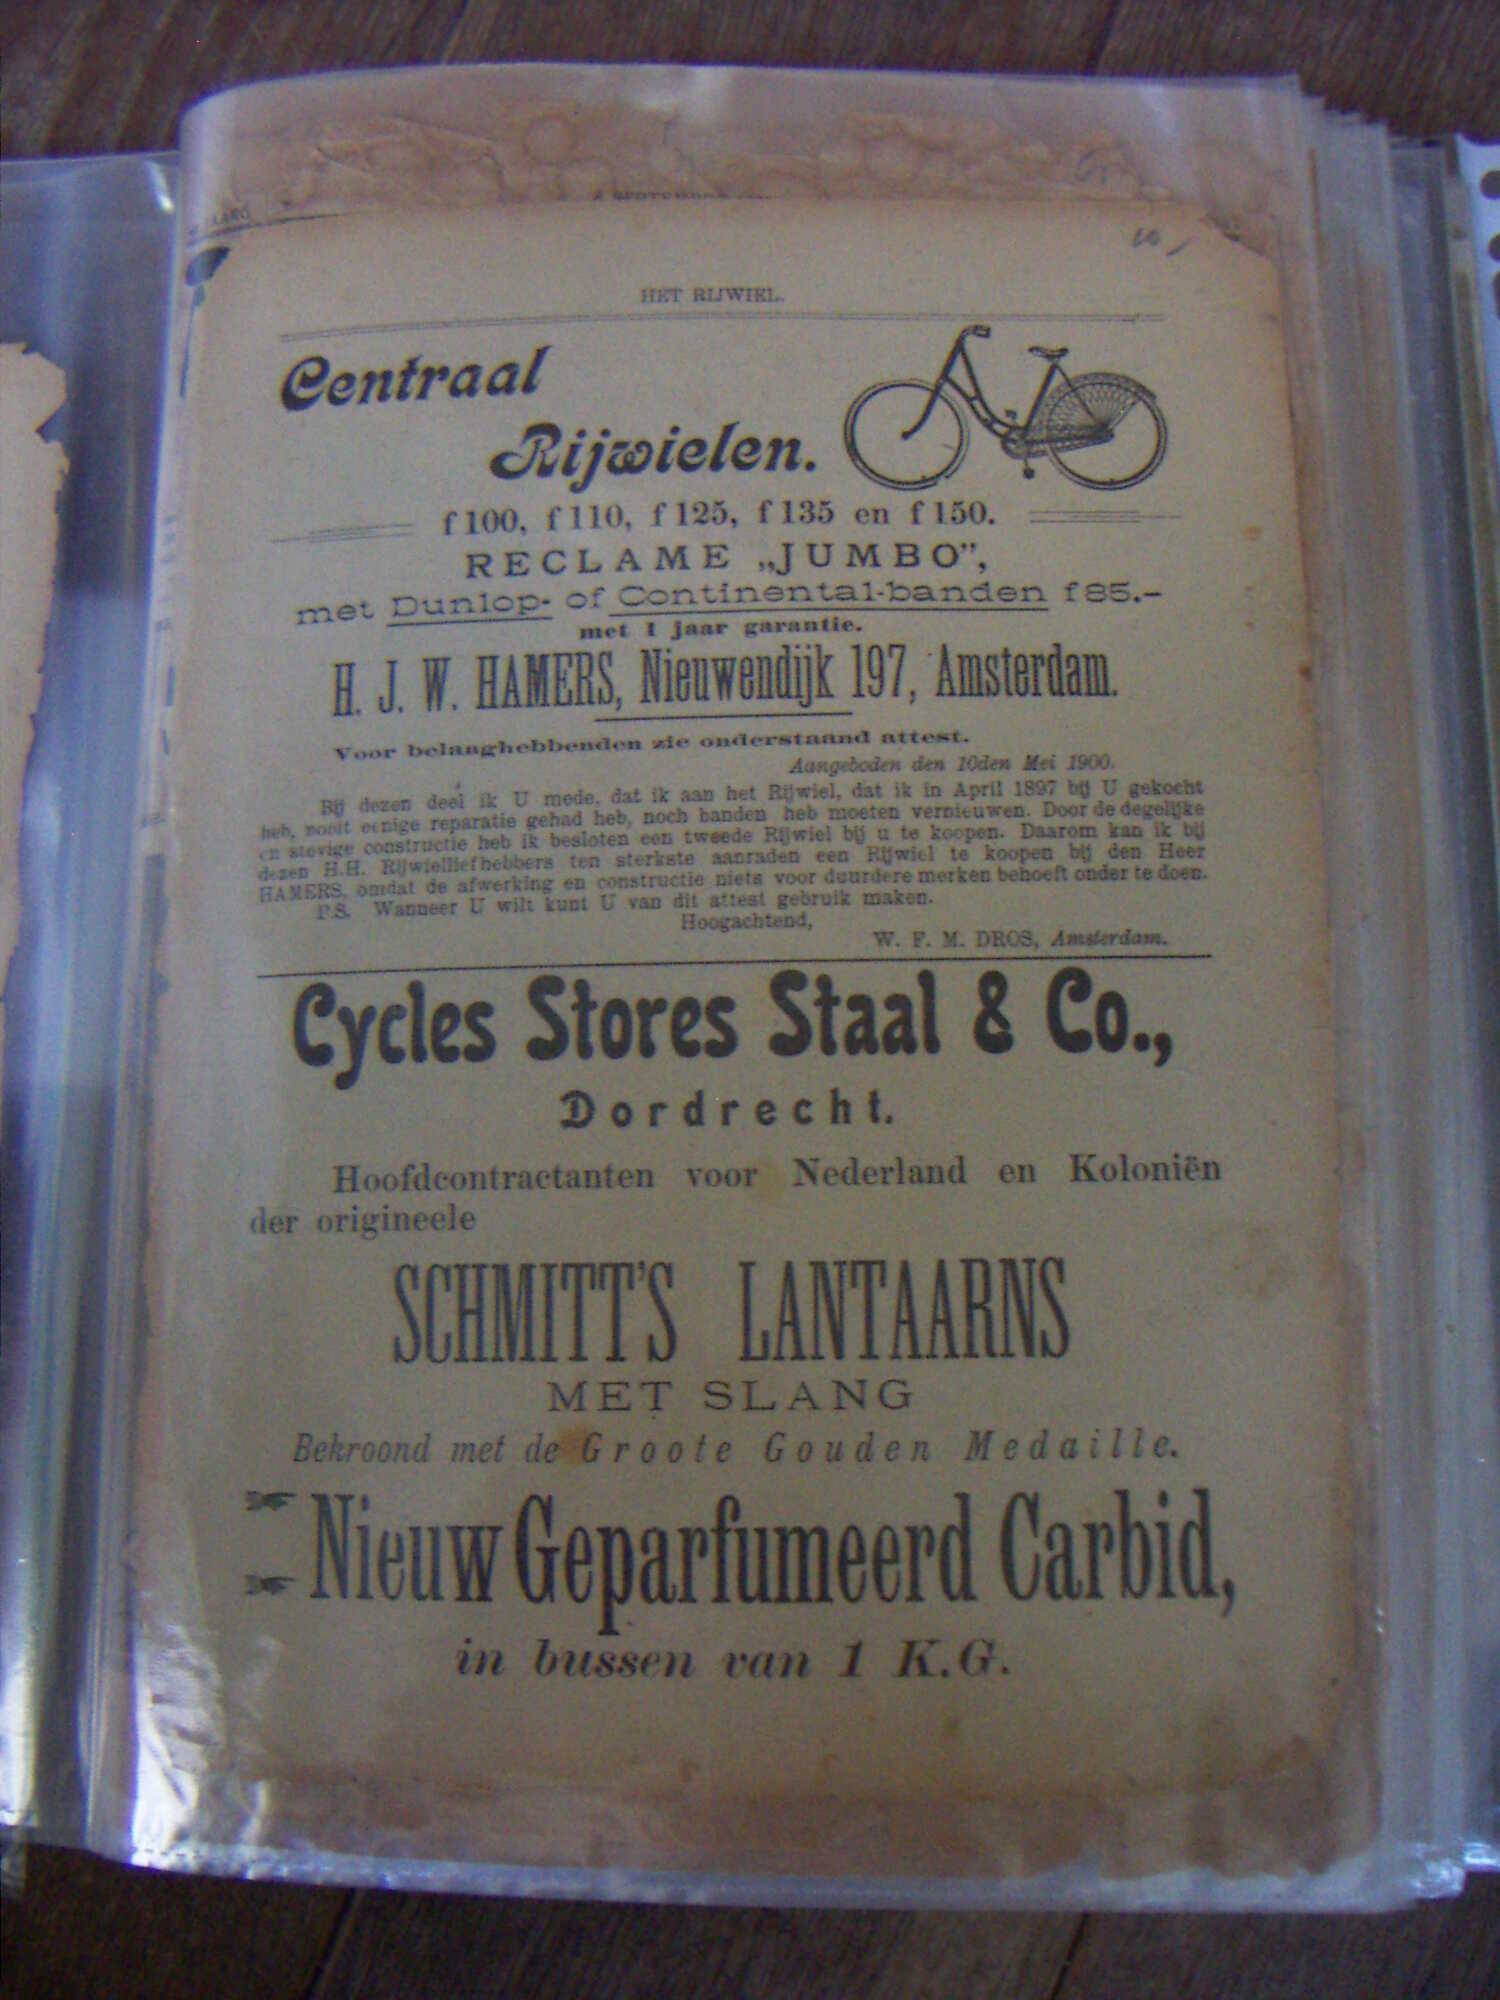 HET RIJWIEL.
Centraal
Rijwielen.
f 100, f 110, f 125, f 135 en f 150.
RECLAME „JUMBO”,
met Dunlop- of Continental-banden f 85.—
met 1 jaar garantie.
H. J. W. HAMERS, Nieuwendijk 197, Amsterdam.
Voor belanghebbenden zie onderstaand attest.
Aangeboden den 10den Mei 1900.
Bij dezen deel ik U mede, dat ik aan het Rijwiel, dat ik in April 1897 bij U gekocht
heb, nooit eenige reparatie gehad heb, noch banden heb moeten vernieuwen. Door de degelijke
en stevige constructie heb ik besloten een tweede Rijwiel bij u te koopen. Daarom kan ik bij
dezen H.H. Rijwielliefhebbers ten sterkste aanraden een Rijwiel te koopen bij den Heer
HAMERS, omdat de afwerking en constructie niets voor duurdere merken behoeft onder te doen.
P.S. Wanneer U wilt kunt U van dit attest gebruik maken.
Hoogachtend,
W. F. M. DROS, Amsterdam.
Cycles Stores Staal & Co.,
Dordrecht.
Hoofdcontractanten voor Nederland en Koloniën
der origineele
SCHMITT'S LANTAARNS
MET SLANG
Bekroond met de Groote Gouden Medaille.
Nieuw Geparfumeerd Carbid,
in bussen van 1 K.G.